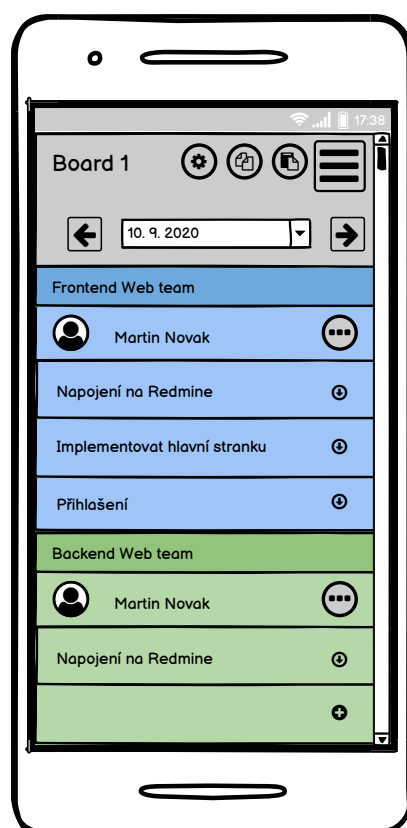 17:38
Board 1
10. 9. 2020
Frontend Web team
Martin Novak
Napojení na Redmine
Implementovat hlavní stranku
Přihlašení
Backend Web team
Martin Novak
Napojení na Redmine